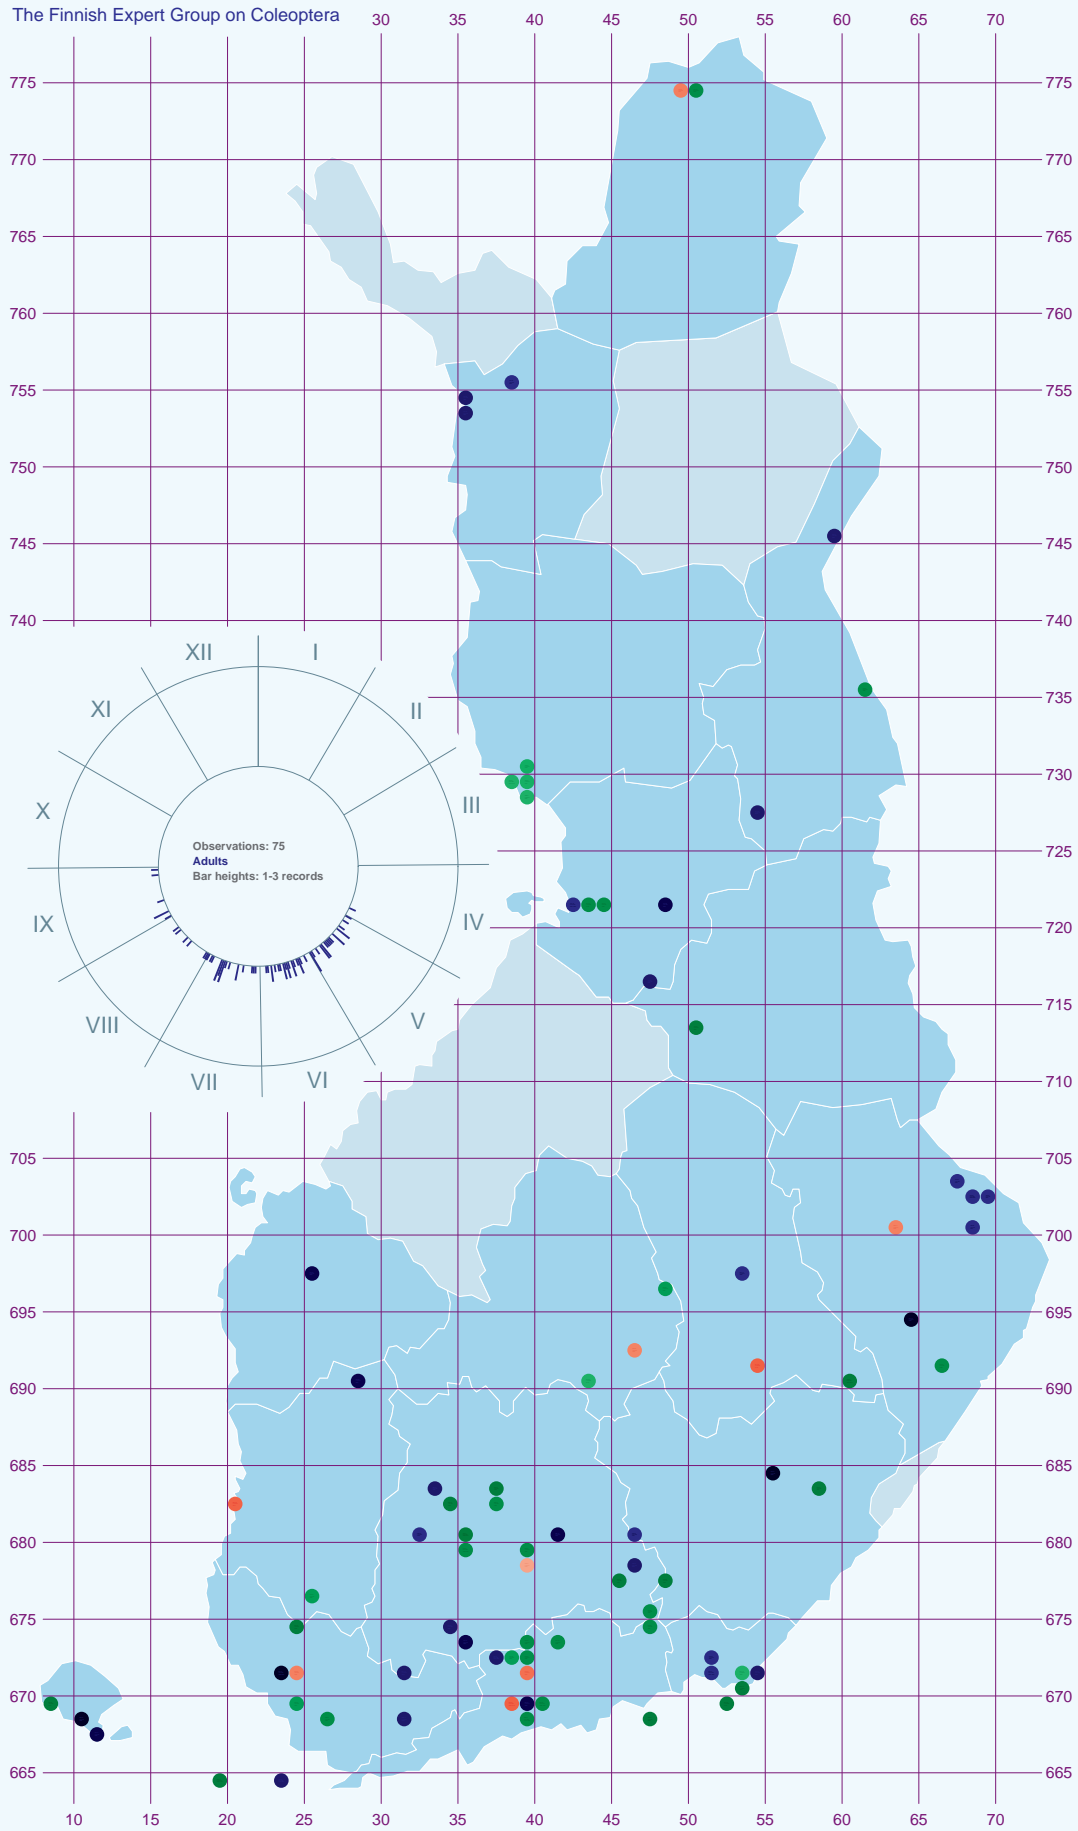 The Finnish Expert Group on Coleoptera
30 35 40 45 50 55 60 65 70
775 775
770 770
765 765
760 760
755 755
750 750
745 745
740 740
XII I
XI II
735
730
X III
Observations: 75
Adults
Bar heights: 1-3 records
725
IX IV
720
715
VIII V
VII VI
710
705 705
700 700
695 695
690 690
685 685
680 680
675 675
670 670
665 665
10 15 20 25 30 35 40 45 50 55 60 65 70